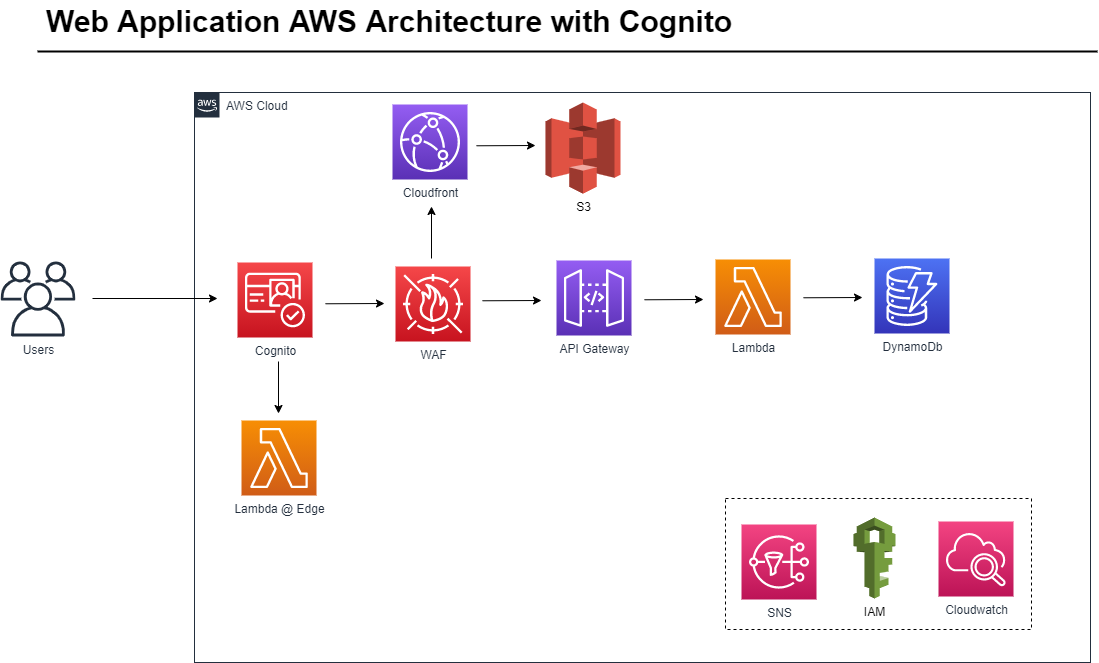 Web Application AWS Architecture with Cognito
aws
AWS Cloud
Cloudfront
S3
Users
Cognito
WAF
API Gateway
Lambda
DynamoDb
Lambda @ Edge
SNS
IAM
Cloudwatch